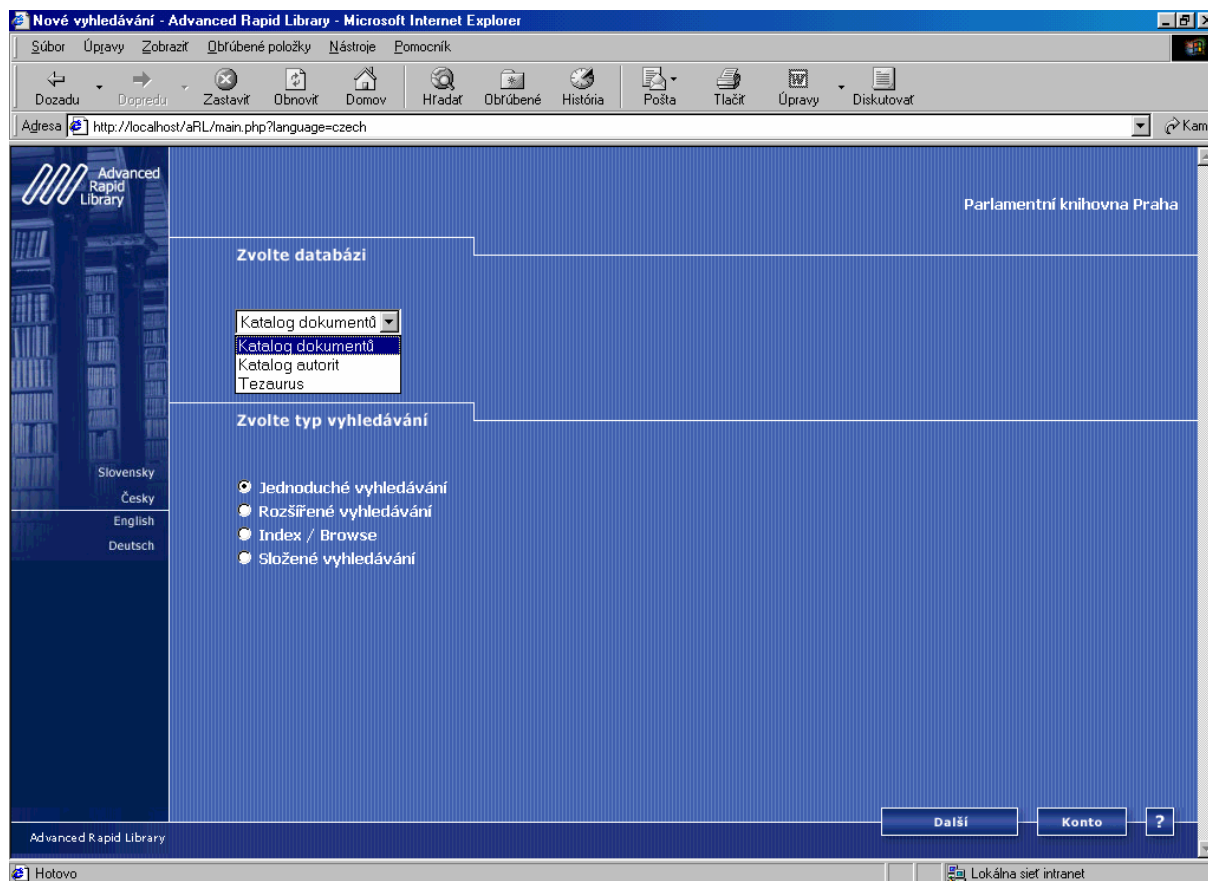 Nové vyhledávání - Advanced Rapid Library - Microsoft Internet Explorer
Súbor Úpravy Zobraziť Obľúbené položky Nástroje Pomocník
Dozadu Dopredu Zastaviť Obnoviť Domov Hľadať Obľúbené História Pošta Tlačiť Úpravy Diskutovať
Adresa http://localhost/aRL/main.php?language=czech Kam
Advanced
Rapid
Library
Parlamentní knihovna Praha
Zvolte databázi
Katalog dokumentů
Katalog dokumentů
Katalog autorit
Tezaurus
Zvolte typ vyhledávání
Slovensky
Česky
English
Deutsch
Jednoduché vyhledávání
Rozšířené vyhledávání
Index / Browse
Složené vyhledávání
Další Konto ?
Advanced Rapid Library
Hotovo Lokálna sieť intranet